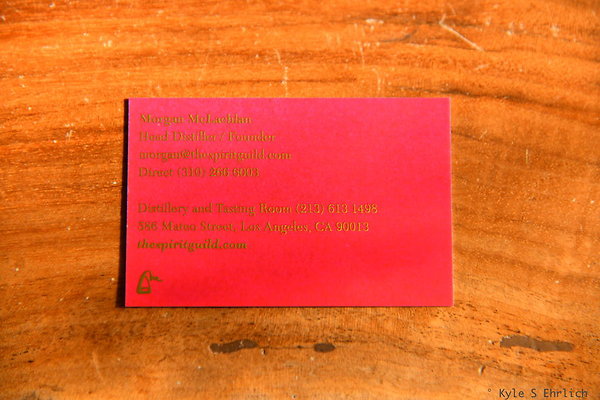 Morgan McLachlan
Head Distiller/ Founder
morgan@thespiritguild.com
Direct (310) 266-6003
Distillery and Tasting Room (213) 613-1498
586 Mateo Street, Los Angeles, CA 90013
thespiritguild.com
© Kyle S Ehrlich